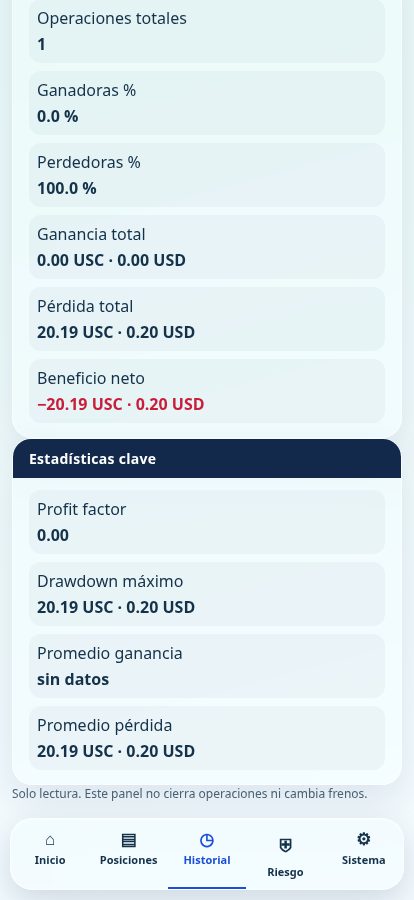 Operaciones totales
1
Ganadoras %
0.0 %
Perdedoras %
100.0 %
Ganancia total
0.00 USC · 0.00 USD
Pérdida total
20.19 USC · 0.20 USD
Beneficio neto
−20.19 USC · 0.20 USD
Estadísticas clave
Profit factor
0.00
Drawdown máximo
20.19 USC · 0.20 USD
Promedio ganancia
sin datos
Promedio pérdida
20.19 USC · 0.20 USD
Solo lectura. Este panel no cierra operaciones ni cambia frenos.
Inicio Posiciones Historial Riesgo Sistema